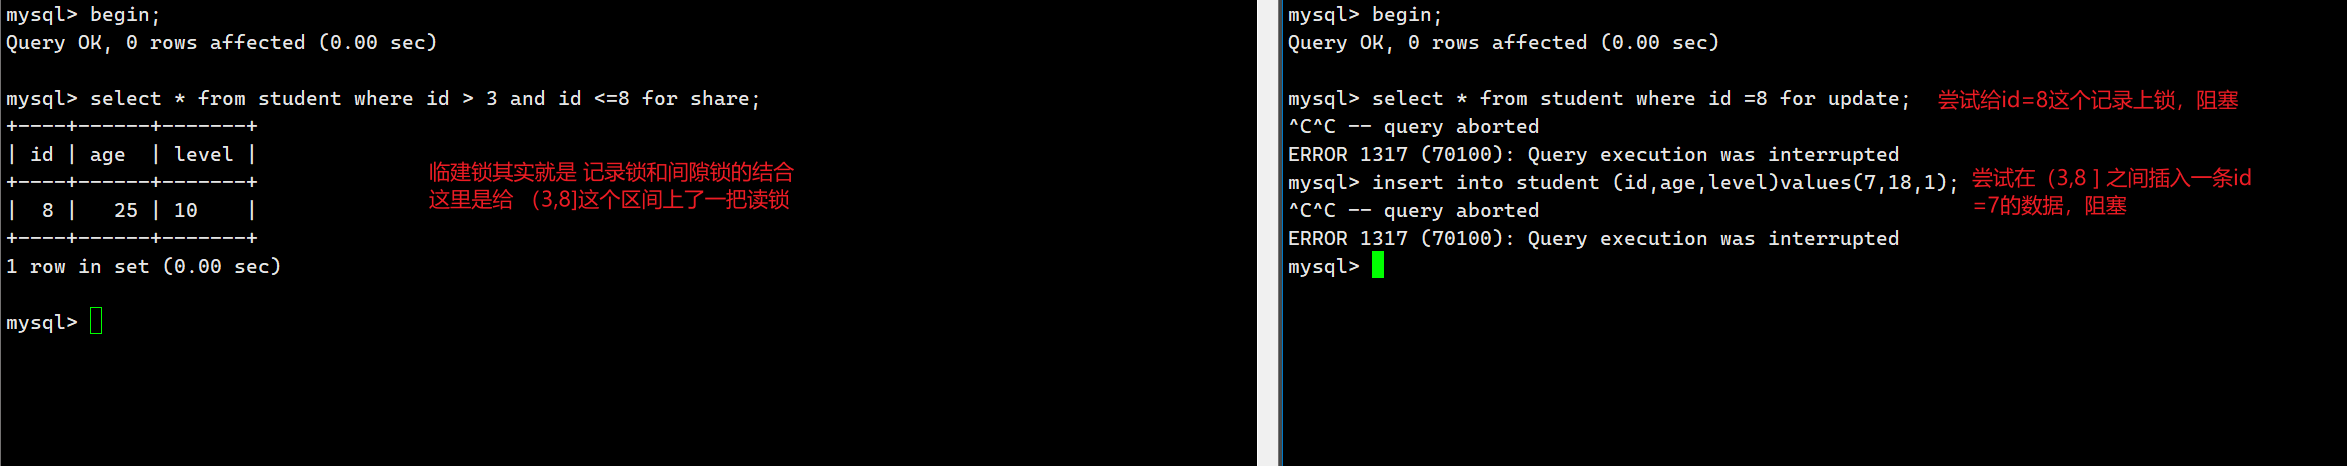 mysql> begin;
Query OK, 0 rows affected (0.00 sec)
mysql> select * from student where id > 3 and id <=8 for share;
+----+------+-------+
| id | age  | level |
+----+------+-------+
|  8 |   25 | 10    |
+----+------+-------+
1 row in set (0.00 sec)
mysql>
临建锁其实就是 记录锁和间隙锁的结合
这里是给 （3,8]这个区间上了一把读锁
mysql> begin;
Query OK, 0 rows affected (0.00 sec)
mysql> select * from student where id =8 for update;
尝试给id=8这个记录上锁，阻塞
^C^C -- query aborted
ERROR 1317 (70100): Query execution was interrupted
mysql> insert into student (id,age,level)values(7,18,1);
尝试在（3,8 ] 之间插入一条id
=7的数据，阻塞
^C^C -- query aborted
ERROR 1317 (70100): Query execution was interrupted
mysql>